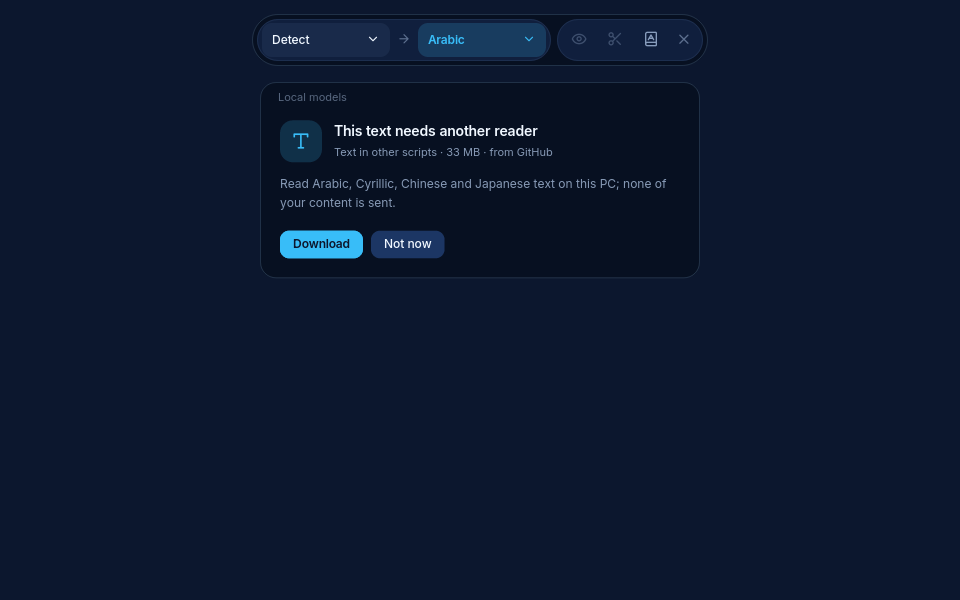 Detect
Arabic
Local models
This text needs another reader
Text in other scripts · 33 MB · from GitHub
Read Arabic, Cyrillic, Chinese and Japanese text on this PC; none of
your content is sent.
Download
Not now